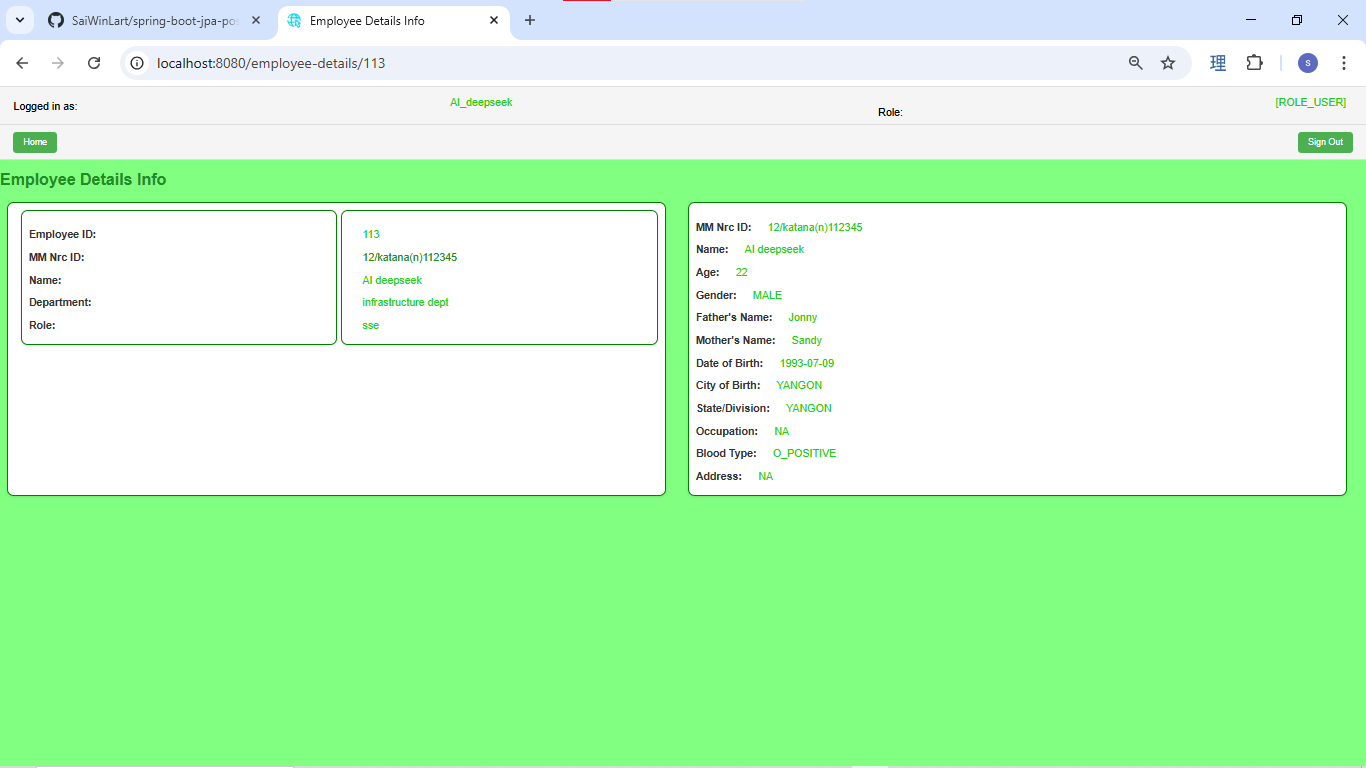 SaiWinLart/spring-boot-jpa-pos
Employee Details Info
localhost:8080/employee-details/113
理
S
Logged in as: AI_deepseek Role: [ROLE_USER]
Home Sign Out
Employee Details Info
Employee ID: 113
MM Nrc ID: 12/katana(n)112345
Name: AI deepseek
Department: infrastructure dept
Role: sse
MM Nrc ID: 12/katana(n)112345
Name: AI deepseek
Age: 22
Gender: MALE
Father's Name: Jonny
Mother's Name: Sandy
Date of Birth: 1993-07-09
City of Birth: YANGON
State/Division: YANGON
Occupation: NA
Blood Type: O_POSITIVE
Address: NA